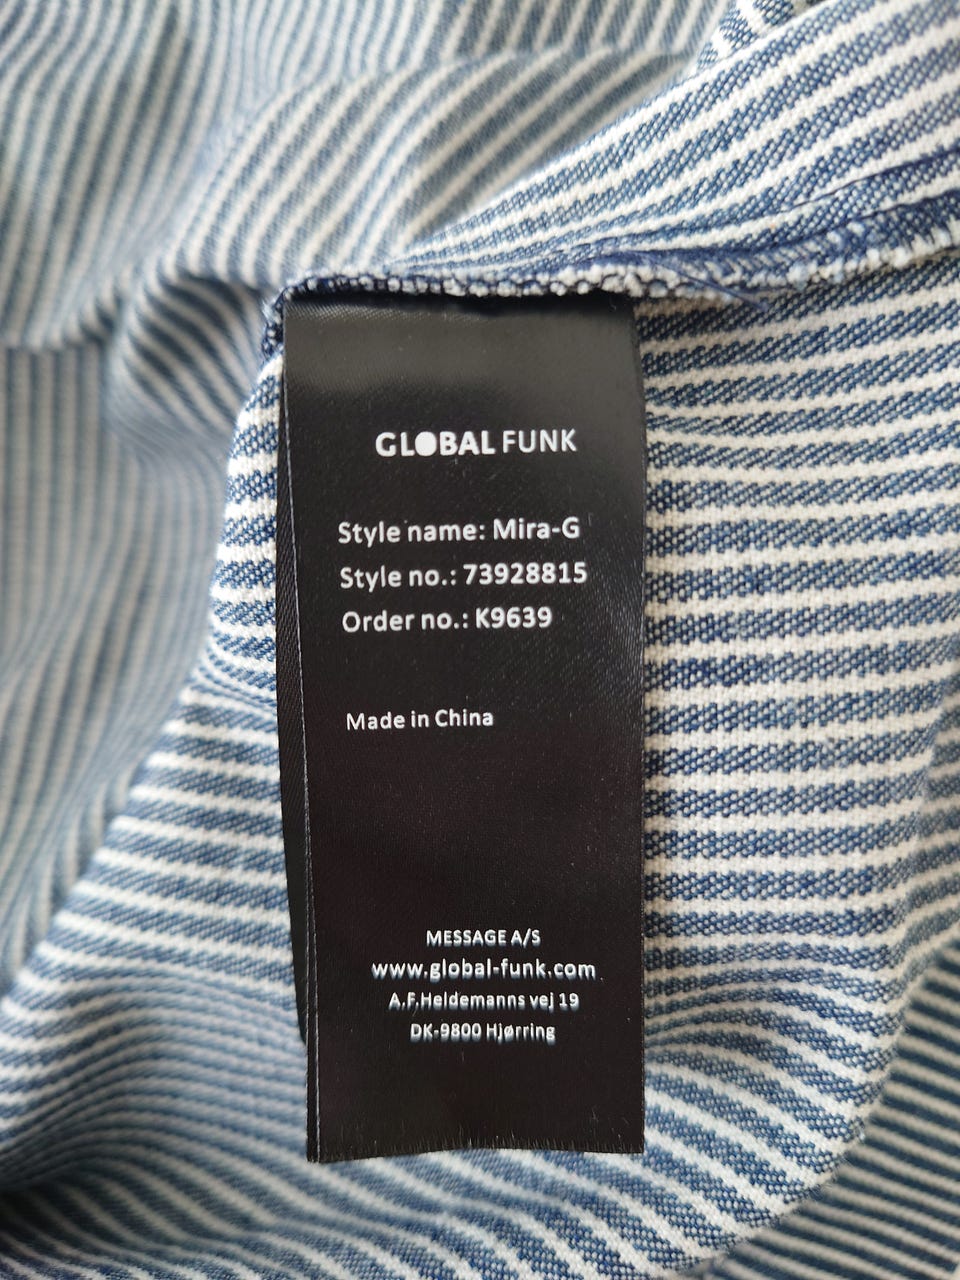 GLOBAL FUNK
Style name: Mira-G
Style no.: 73928815
Order no.: K9639
Made in China
MESSAGE A/S
www.global-funk.com
A.F.Heldemanns vej 19
DK-9800 Hjørring